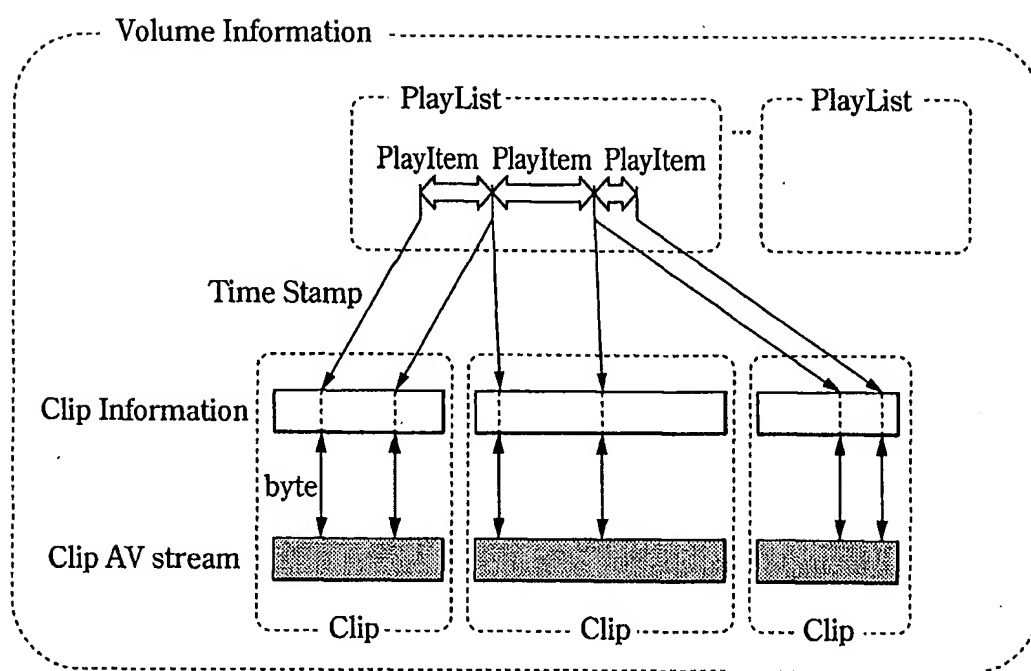 Volume Information
PlayList
PlayList
...
PlayItem PlayItem PlayItem
Time Stamp
Clip Information
byte
Clip AV stream
Clip
Clip
Clip